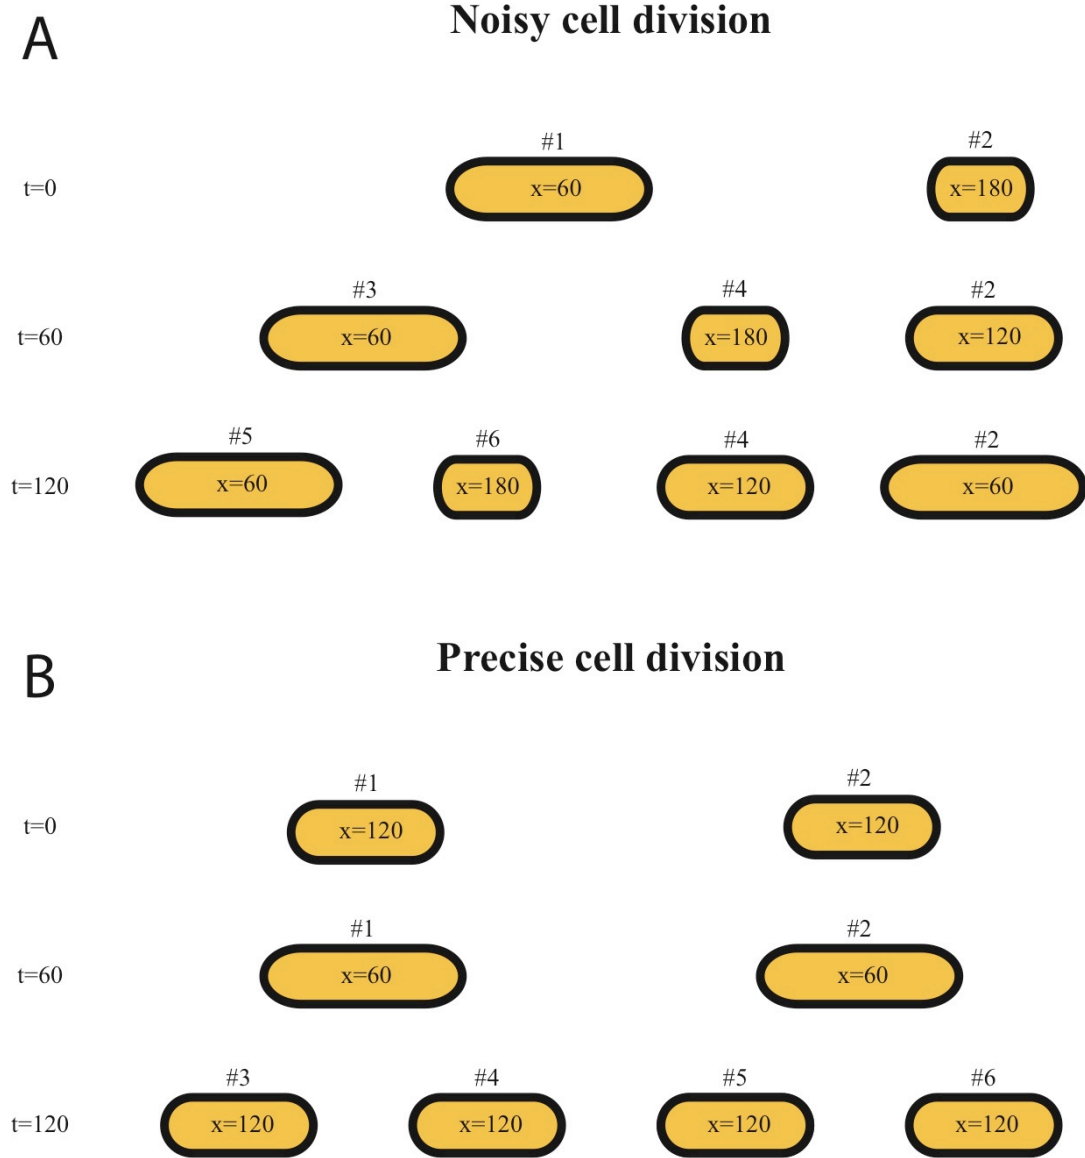 A
Noisy cell division
#1 #2
t=0 x=60 x=180
#3 #4 #2
t=60 x=60 x=180 x=120
#5 #6 #4 #2
t=120 x=60 x=180 x=120 x=60
B
Precise cell division
#1 #2
t=0 x=120 x=120
#1 #2
t=60 x=60 x=60
#3 #4 #5 #6
t=120 x=120 x=120 x=120 x=120